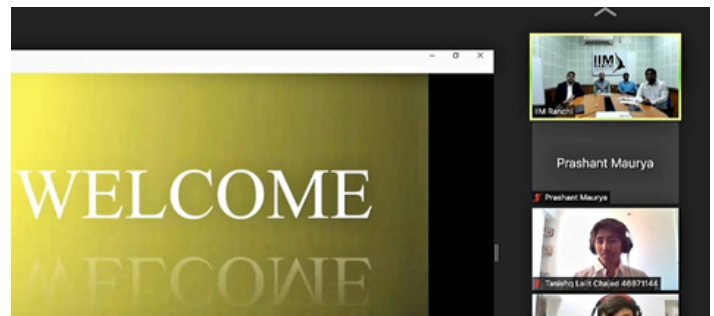 WELCOME
IIM
IIM Ranchi
Prashant Maurya
Prashant Maurya
Tanishq Lalit Chajed 46871144